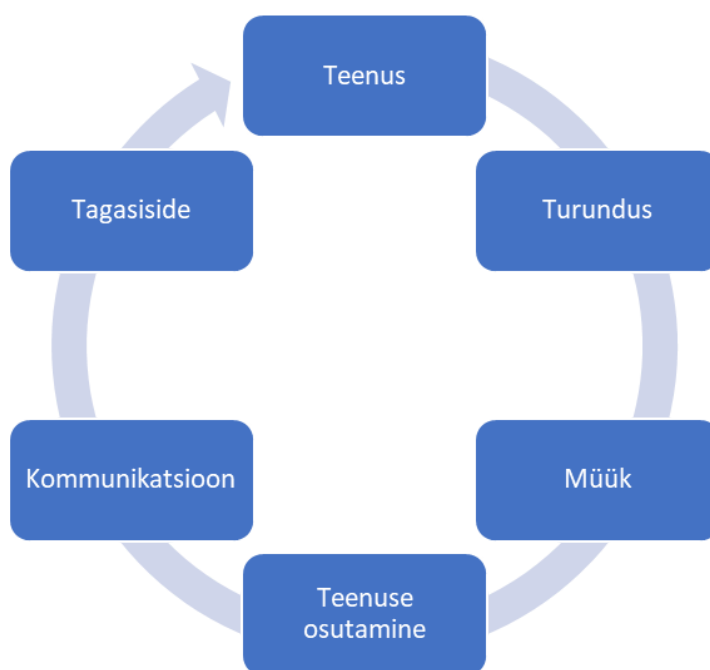 Teenus
Turundus
Müük
Teenuse
osutamine
Kommunikatsioon
Tagasiside